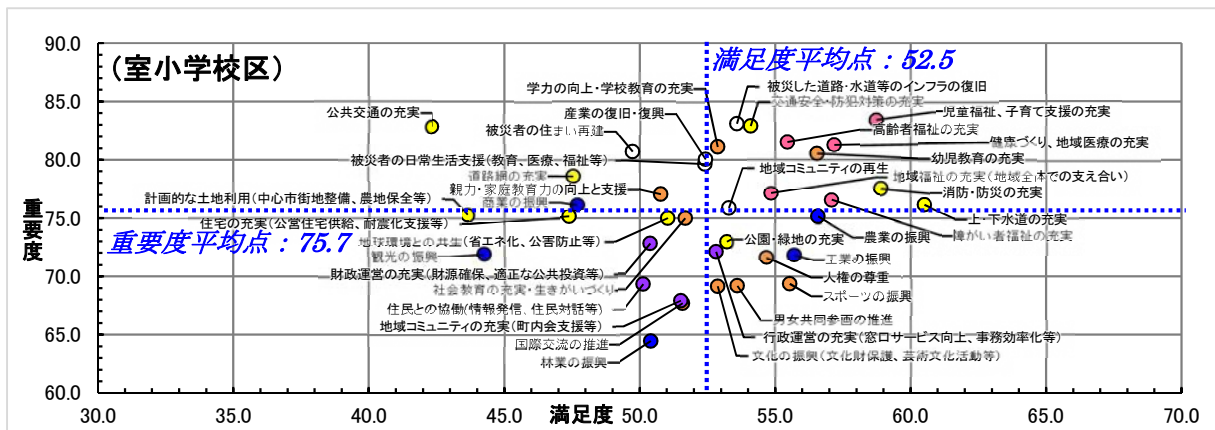 90.0
(室小学校区)
満足度平均点：52.5
学力の向上・学校教育の充実
被災した道路・水道等のインフラの復旧
交通安全・防犯対策の充実
85.0
公共交通の充実
産業の復旧・復興
児童福祉、子育て支援の充実
高齢者福祉の充実
被災者の住まい再建
健康づくり、地域医療の充実
80.0
被災者の日常生活支援(教育、医療、福祉等)
幼児教育の充実
地域コミュニティの再生
道路網の充実
地域福祉の充実(地域全体での支え合い)
親力・家庭教育力の向上と支援
消防・防災の充実
計画的な土地利用(中心市街地整備、農地保全等)
商業の振興
重要度
75.0
住宅の充実(公営住宅供給、耐震化支援等)
上・下水道の充実
重要度平均点：75.7
地球環境との共生(省エネ化、公害防止等)
公園・緑地の充実
農業の振興
障がい者福祉の充実
観光の振興
工業の振興
70.0
財政運営の充実(財源確保、適正な公共投資等)
人権の尊重
社会教育の充実・生きがいづくり
スポーツの振興
住民との協働(情報発信、住民対話等)
男女共同参画の推進
地域コミュニティの充実(町内会支援等)
65.0
行政運営の充実(窓口サービス向上、事務効率化等)
国際交流の推進
文化の振興(文化財保護、芸術文化活動等)
林業の振興
60.0
30.0 35.0 40.0 45.0 満足度 50.0 55.0 60.0 65.0 70.0